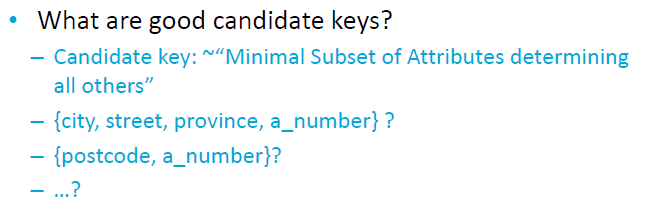 • What are good candidate keys?
– Candidate key: ~“Minimal Subset of Attributes determining
all others”
– {city, street, province, a_number} ?
– {postcode, a_number}?
– …?